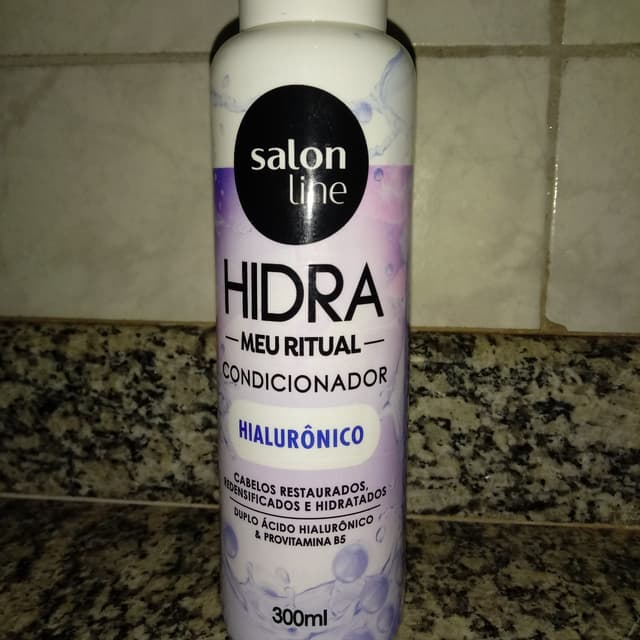 salon
line
HIDRA
MEU RITUAL
CONDICIONADOR
HIALURÔNICO
CABELOS RESTAURADOS,
REDENSIFICADOS E HIDRATADOS
DUPLO ÁCIDO HIALURÔNICO
& PROVITAMINA B5
300ml